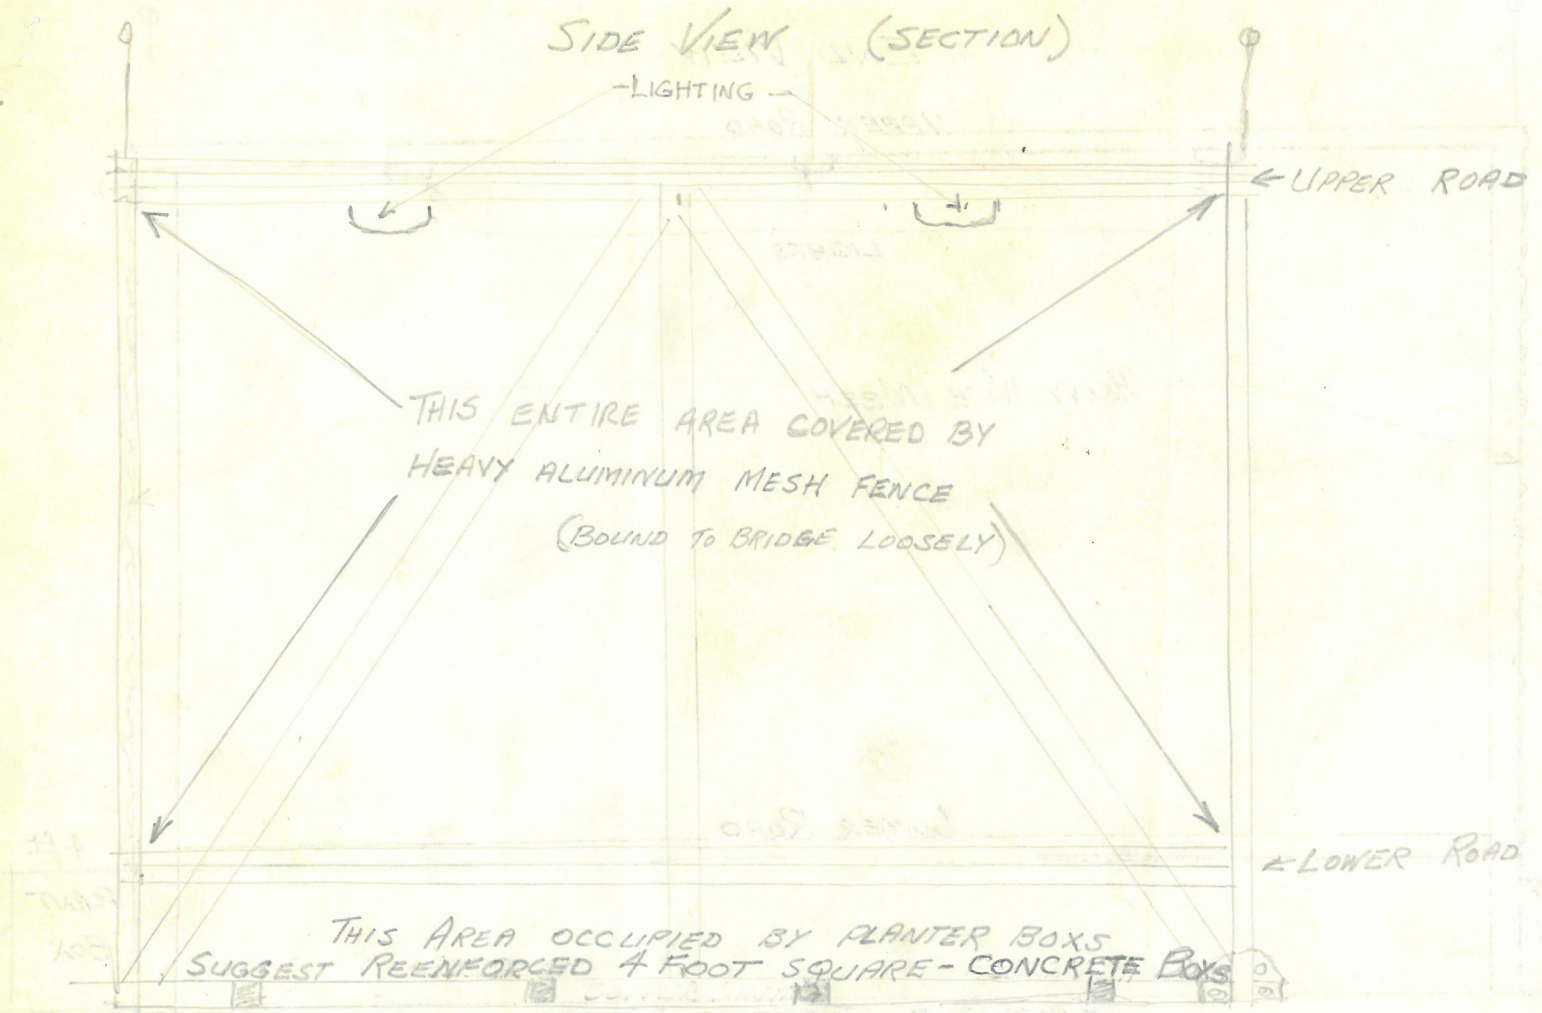 SIDE VIEW (SECTION)
-LIGHTING-
←UPPER ROAD
THIS ENTIRE AREA COVERED BY
HEAVY ALUMINUM MESH FENCE
(BOUND TO BRIDGE LOOSELY)
←LOWER ROAD
THIS AREA OCCUPIED BY PLANTER BOXS
SUGGEST REENFORCED 4 FOOT SQUARE - CONCRETE BOXS